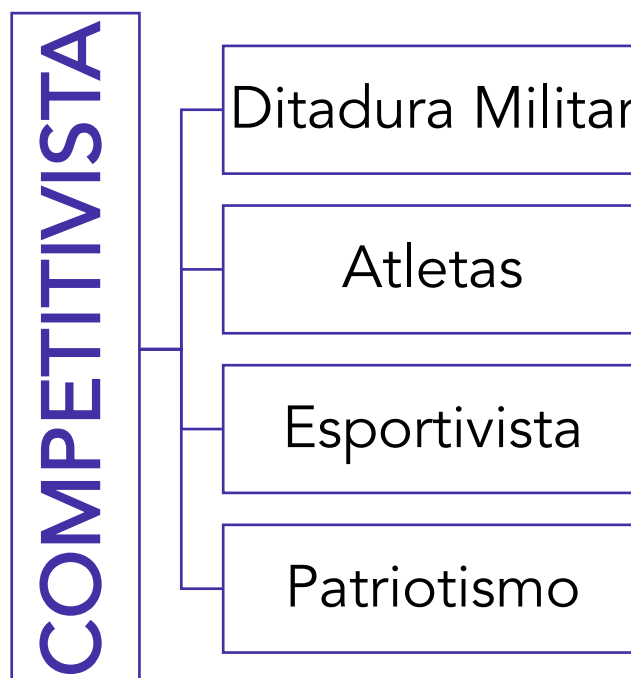 COMPETITIVISTA
Ditadura Militar
Atletas
Esportivista
Patriotismo